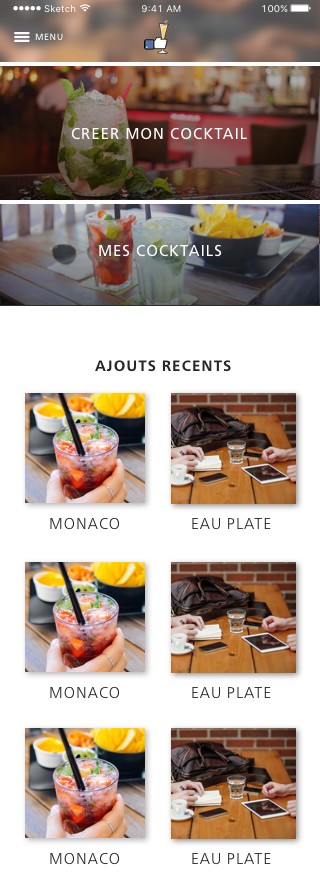 Sketch 9:41 AM 100%
MENU
CREER MON COCKTAIL
MES COCKTAILS
AJOUTS RECENTS
MONACO EAU PLATE
MONACO EAU PLATE
MONACO EAU PLATE